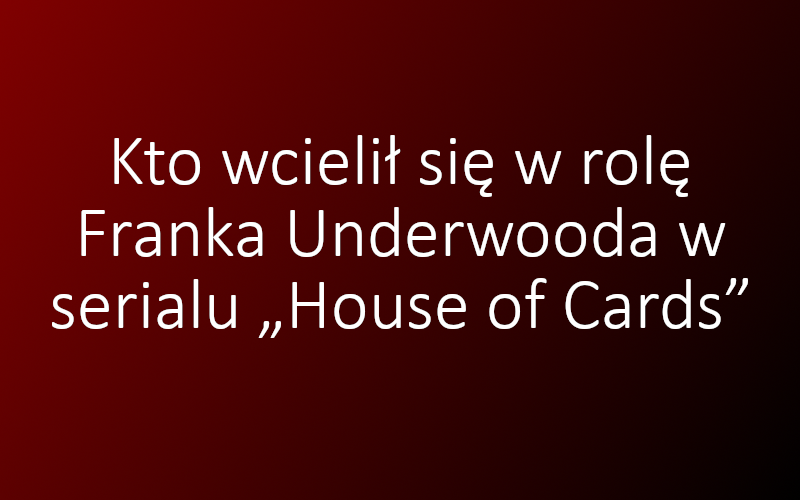 Kto wcielił się w rolę
Franka Underwooda w
serialu „House of Cards”